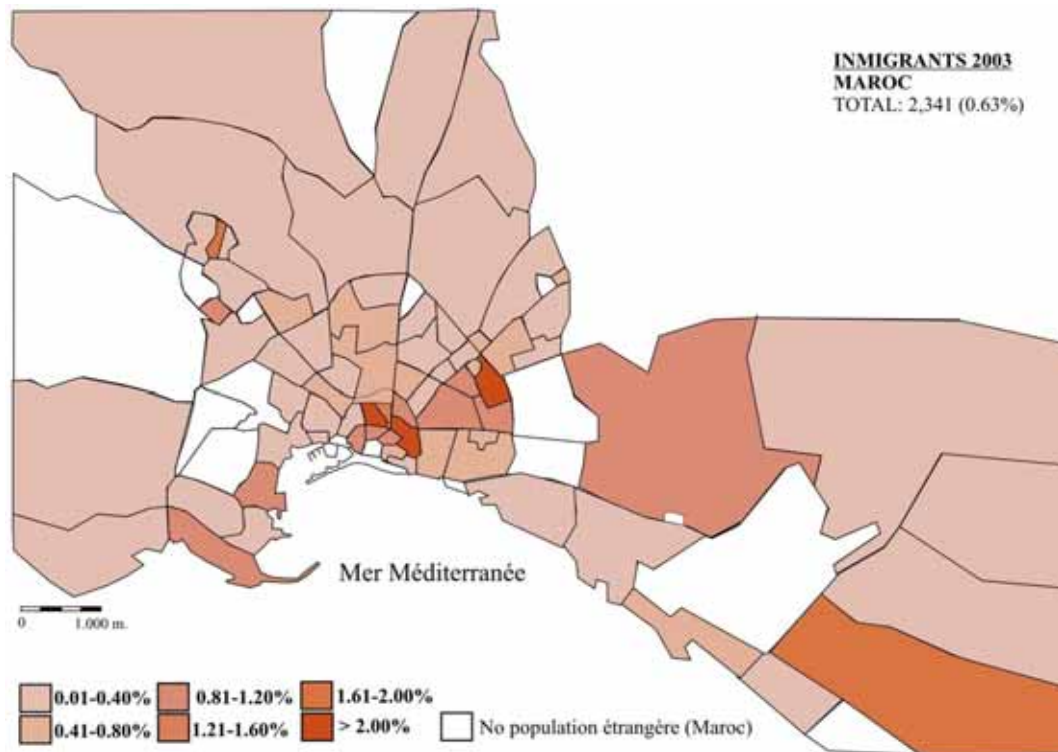 INMIGRANTS 2003
MAROC
TOTAL: 2,341 (0.63%)
Mer Méditerranée
0 1.000 m.
0.01-0.40% 0.81-1.20% 1.61-2.00%
0.41-0.80% 1.21-1.60% > 2.00% No population étrangère (Maroc)